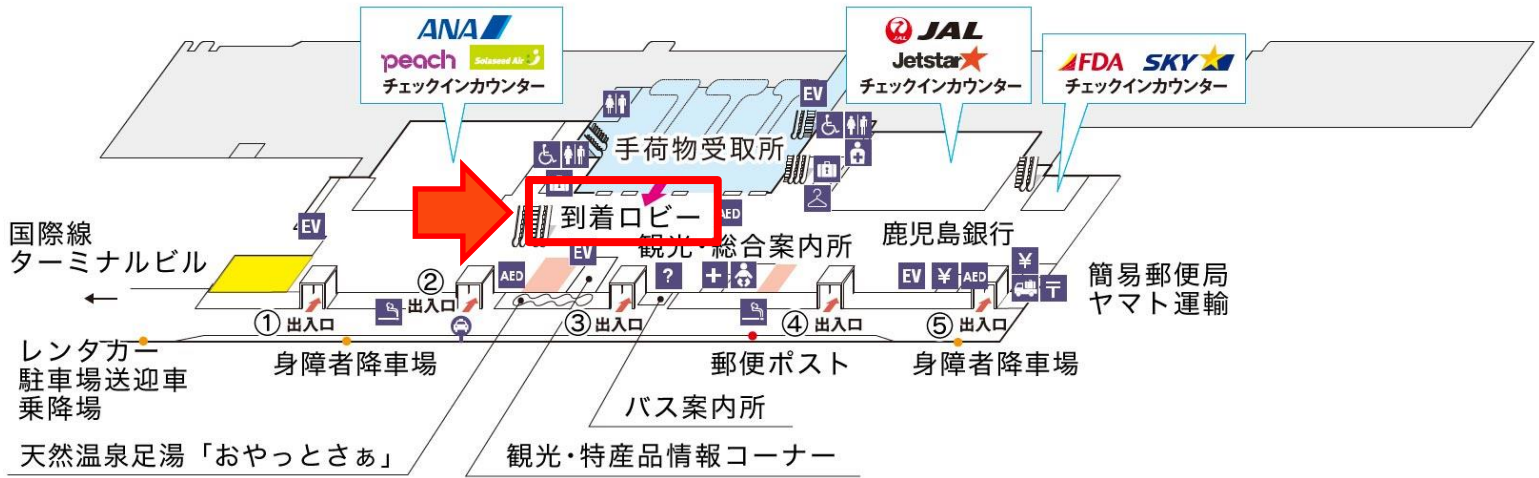 ANA
peach Solaseed Air
チェックインカウンター
JAL
JAL
Jetstar
チェックインカウンター
FDA SKY
チェックインカウンター
EV
手荷物受取所
到着ロビー
AED
EV
国際線
ターミナルビル
観光・総合案内所
鹿児島銀行
EV
AED
?
EV ¥ AED
¥
〒
簡易郵便局
ヤマト運輸
① 出入口
② 出入口
③ 出入口
④ 出入口
⑤ 出入口
レンタカー
駐車場送迎車
乗降場
身障者降車場
郵便ポスト
身障者降車場
バス案内所
天然温泉足湯「おやっとさぁ」
観光・特産品情報コーナー